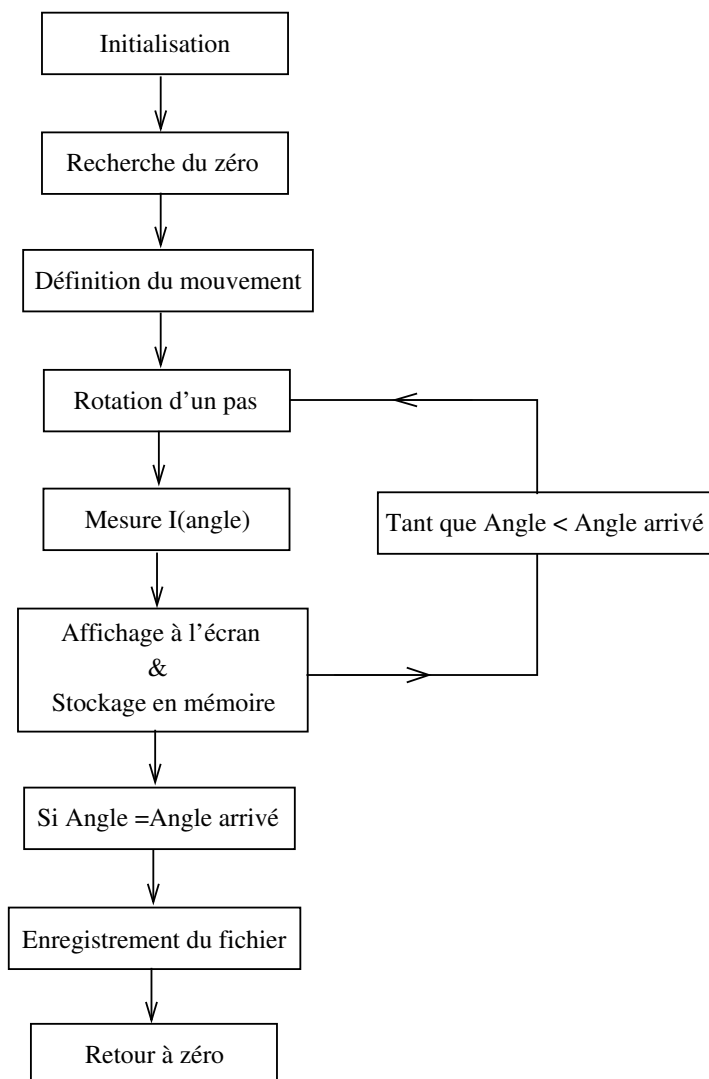 Initialisation
Recherche du zéro
Définition du mouvement
Rotation d’un pas
Mesure I(angle)
Tant que Angle < Angle arrivé
Affichage à l’écran
&
Stockage en mémoire
Si Angle =Angle arrivé
Enregistrement du fichier
Retour à zéro